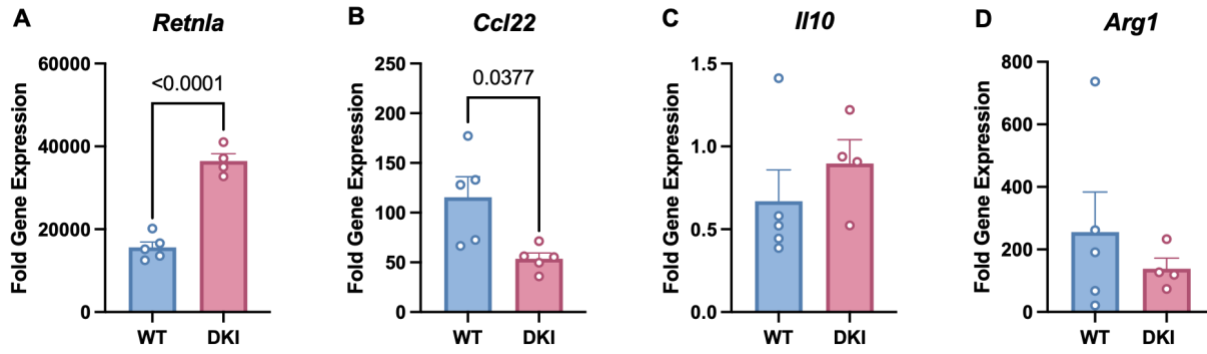 A
Retnla
Fold Gene Expression
60000
40000
20000
0
<0.0001
WT DKI
B
Ccl22
Fold Gene Expression
250
200
150
100
50
0
0.0377
WT DKI
C
Il10
Fold Gene Expression
1.5
1.0
0.5
0.0
WT DKI
D
Arg1
Fold Gene Expression
800
600
400
200
0
WT DKI